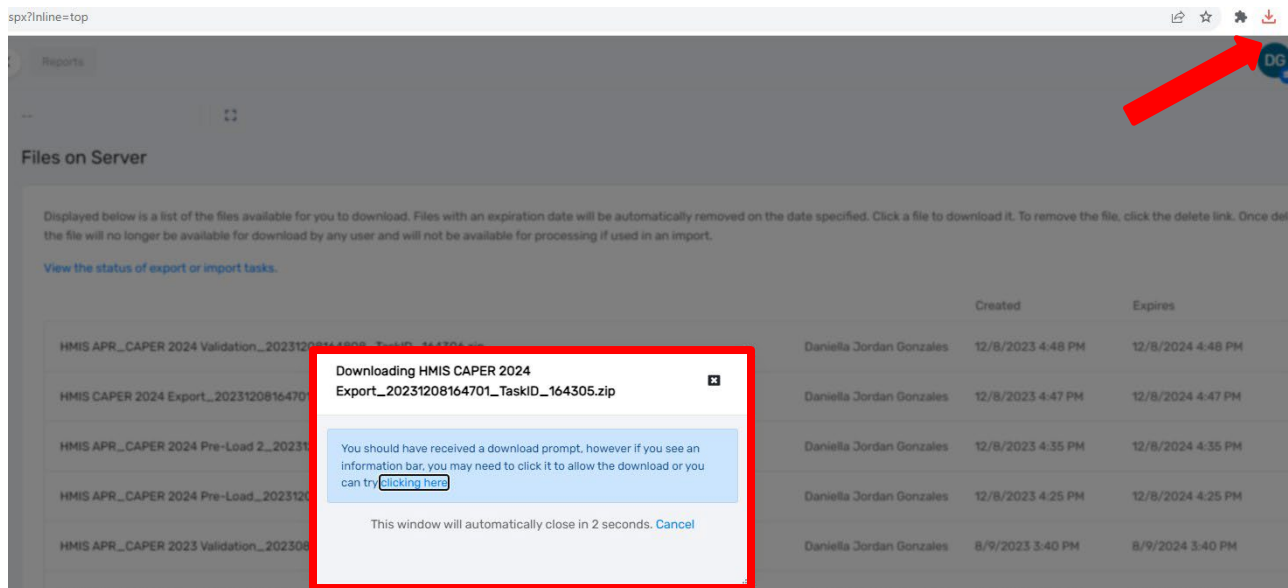 spx?Inline=top
Reports
DG
--
Files on Server
Displayed below is a list of the files available for you to download. Files with an expiration date will be automatically removed on the date specified. Click a file to download it. To remove the file, click the delete link. Once del
the file will no longer be available for download by any user and will not be available for processing if used in an import.
View the status of export or import tasks.
Created Expires
HMIS APR_CAPER 2024 Validation_20231208164808_TaskID_164306.zip Daniella Jordan Gonzales 12/8/2023 4:48 PM 12/8/2024 4:48 PM
Downloading HMIS CAPER 2024
Export_20231208164701_TaskID_164305.zip
HMIS CAPER 2024 Export_20231208164701 Daniella Jordan Gonzales 12/8/2023 4:47 PM 12/8/2024 4:47 PM
HMIS APR_CAPER 2024 Pre-Load 2_20231 Daniella Jordan Gonzales 12/8/2023 4:35 PM 12/8/2024 4:35 PM
You should have received a download prompt, however if you see an
information bar, you may need to click it to allow the download or you
can try clicking here
HMIS APR_CAPER 2024 Pre-Load_2023120 Daniella Jordan Gonzales 12/8/2023 4:25 PM 12/8/2024 4:25 PM
This window will automatically close in 2 seconds. Cancel
HMIS APR_CAPER 2023 Validation_202308 Daniella Jordan Gonzales 8/9/2023 3:40 PM 8/9/2024 3:40 PM